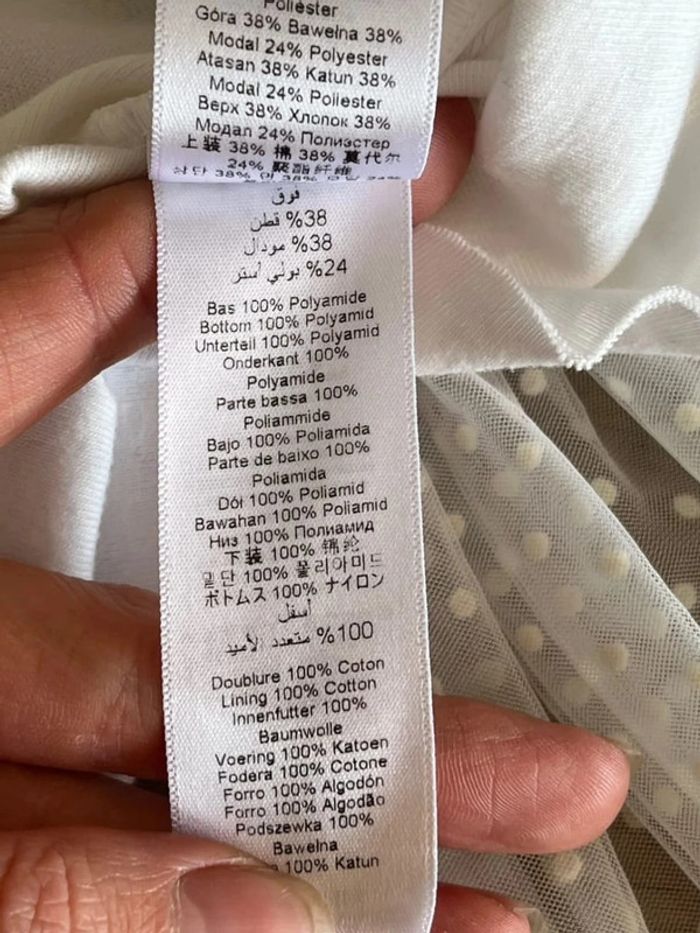 Poliéster
Góra 38% Bawełna 38%
Modal 24% Polyester
Atasan 38% Katun 38%
Modal 24% Poliester
Верх 38% Хлопок 38%
Модал 24% Полиэстер
上装 38% 棉 38% 莫代尔
24% 聚酯纤维
فوق
38% قطن
38% مودال
24% بولي أستر
Bas 100% Polyamide
Bottom 100% Polyamid
Unterteil 100% Polyamid
Onderkant 100%
Polyamide
Parte bassa 100%
Poliammide
Bajo 100% Poliamida
Parte de baixo 100%
Poliamida
Dół 100% Poliamid
Bawahan 100% Poliamid
Низ 100% Полиамид
下装 100% 锦纶
밑단 100% 폴리아미드
ボトムス 100% ナイロン
أسفل
100% متعدد الأميد
Doublure 100% Coton
Lining 100% Cotton
Innenfutter 100%
Baumwolle
Voering 100% Katoen
Fodera 100% Cotone
Forro 100% Algodón
Forro 100% Algodão
Podszewka 100%
Bawełna
100% Katun